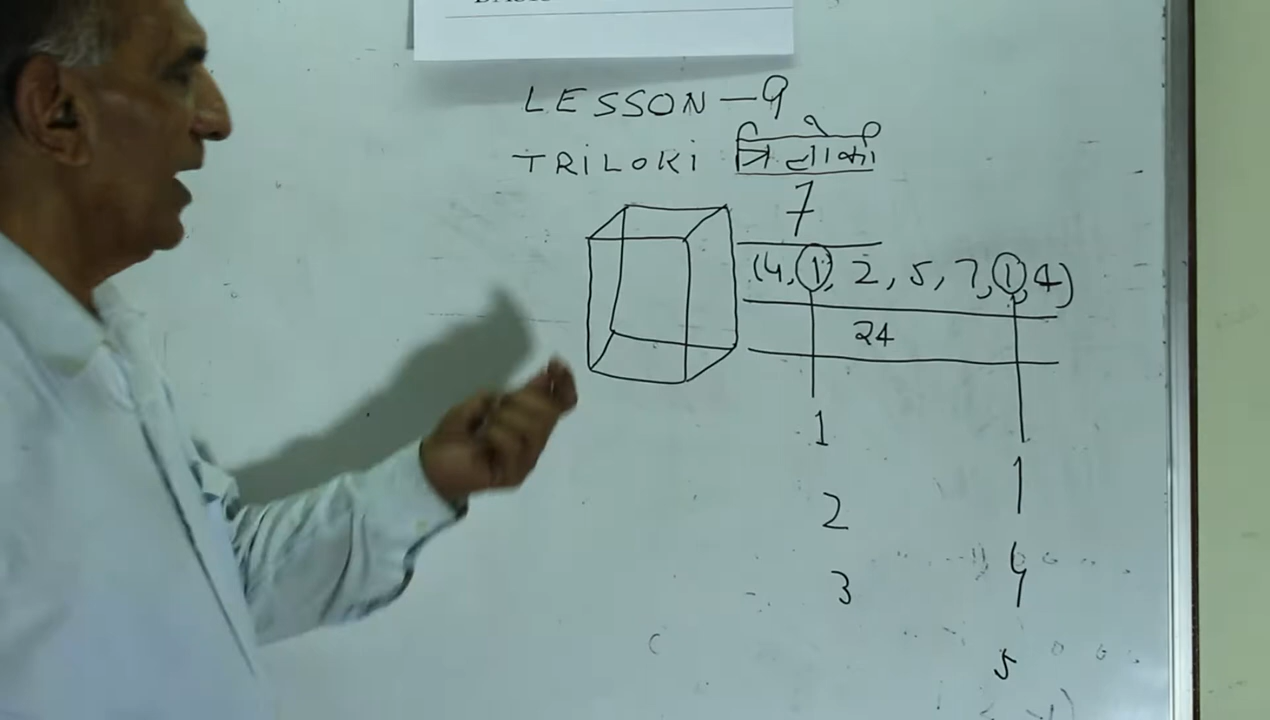 LESSON - 9
TRILOKI
7
(4, 1, 2, 5, 7, 1, 4)
24
1
1
2
4
3
5